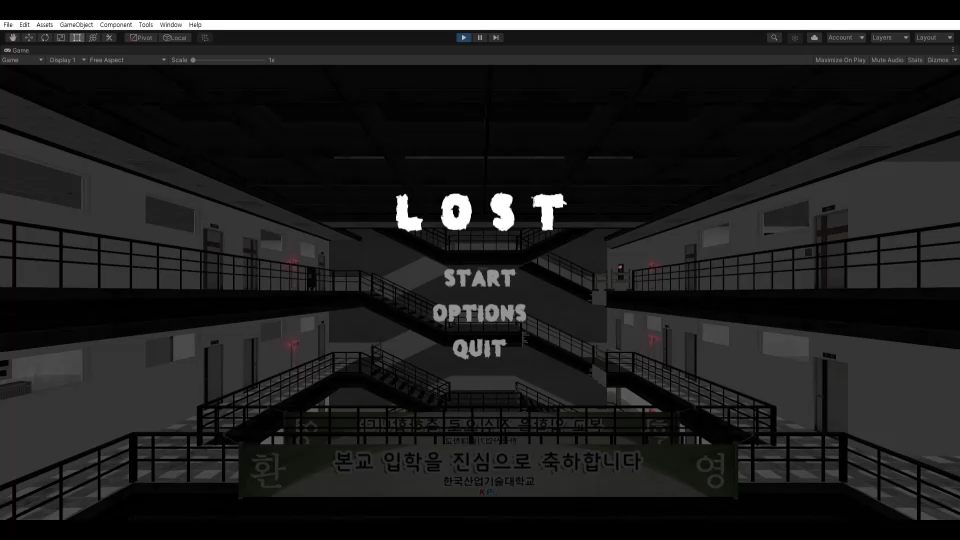 File Edit Assets GameObject Component Tools Window Help
Pivot Local Account Layers Layout
Game
Game Display 1 Free Aspect Scale 1x Maximize On Play Mute Audio Stats Gizmos
LOST
START
OPTIONS
QUIT
환 본교 입학을 진심으로 축하합니다 영
한국산업기술대학교